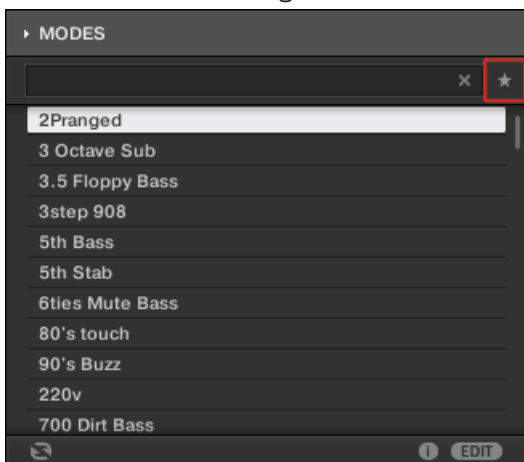 MODES
2Pranged
3 Octave Sub
3.5 Floppy Bass
3step 908
5th Bass
5th Stab
6ties Mute Bass
80's touch
90's Buzz
220v
700 Dirt Bass
i EDIT